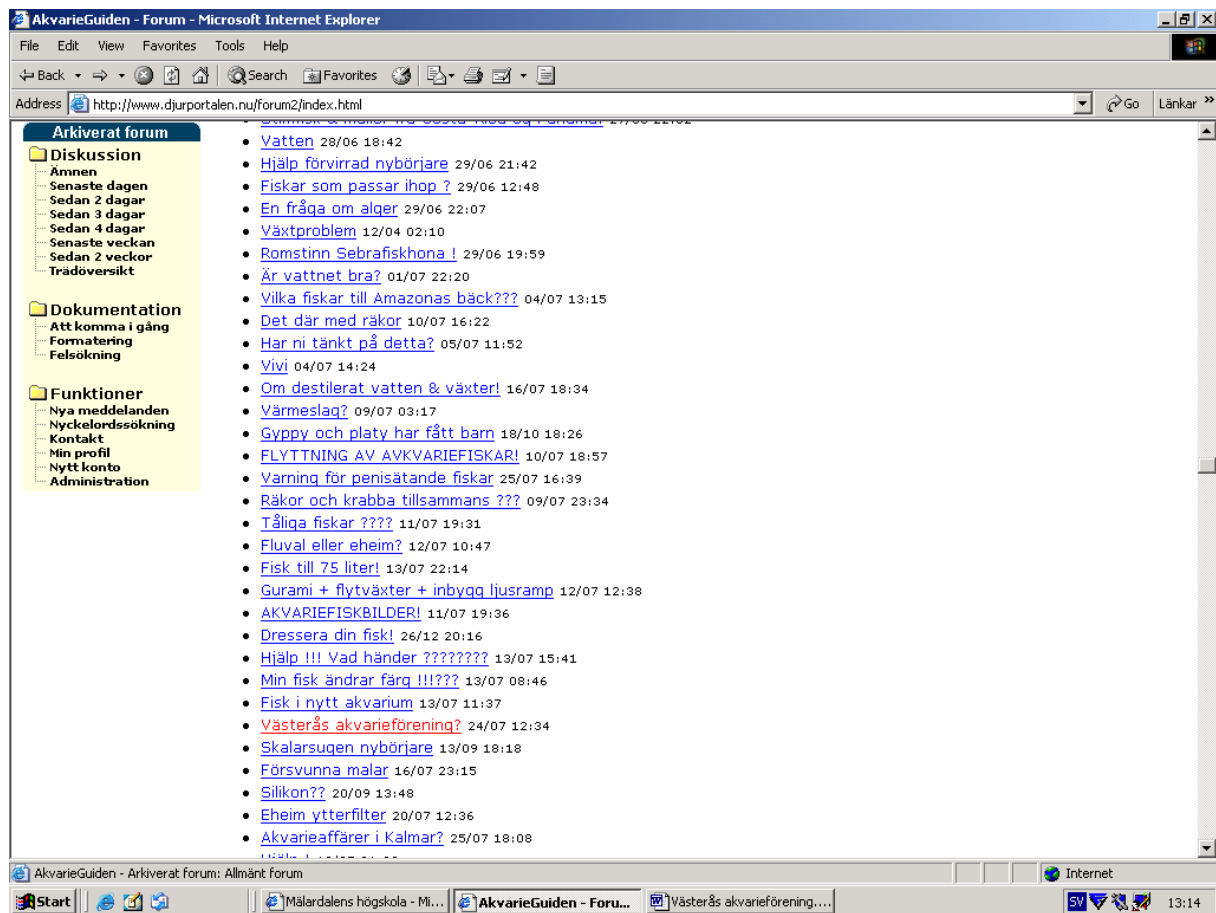 AkvarieGuiden - Forum - Microsoft Internet Explorer
File Edit View Favorites Tools Help
Back Search Favorites
Address http://www.djurportalen.nu/forum2/index.html Go Länkar »
Arkiverat forum
Diskussion
Ämnen
Senaste dagen
Sedan 2 dagar
Sedan 3 dagar
Sedan 4 dagar
Senaste veckan
Sedan 2 veckor
Trädöversikt
Dokumentation
Att komma i gång
Formatering
Felsökning
Funktioner
Nya meddelanden
Nyckelordssökning
Kontakt
Min profil
Nytt konto
Administration
Vatten 28/06 18:42
Hjälp förvirrad nybörjare 29/06 21:42
Fiskar som passar ihop ? 29/06 12:48
En fråga om alger 29/06 22:07
Växtproblem 12/04 02:10
Romstinn Sebrafiskhona ! 29/06 19:59
Är vattnet bra? 01/07 22:20
Vilka fiskar till Amazonas bäck??? 04/07 13:15
Det där med räkor 10/07 16:22
Har ni tänkt på detta? 05/07 11:52
Vivi 04/07 14:24
Om destilerat vatten & växter! 16/07 18:34
Värmeslag? 09/07 03:17
Gyppy och platy har fått barn 18/10 18:26
FLYTTNING AV AVKVARIEFISKAR! 10/07 18:57
Varning för penisätande fiskar 25/07 16:39
Räkor och krabba tillsammans ??? 09/07 23:34
Tåliga fiskar ???? 11/07 19:31
Fluval eller eheim? 12/07 10:47
Fisk till 75 liter! 13/07 22:14
Gurami + flytväxter + inbygg ljusramp 12/07 12:38
AKVARIEFISKBILDER! 11/07 19:36
Dressera din fisk! 26/12 20:16
Hjälp !!! Vad händer ???????? 13/07 15:41
Min fisk ändrar färg !!!??? 13/07 08:46
Fisk i nytt akvarium 13/07 11:37
Västerås akvarieförening? 24/07 12:34
Skalarsugen nybörjare 13/09 18:18
Försvunna malar 16/07 23:15
Silikon?? 20/09 13:48
Eheim ytterfilter 20/07 12:36
Akvarieaffärer i Kalmar? 25/07 18:08
AkvarieGuiden - Arkiverat forum: Allmänt forum Internet
Start Mälardalens högskola - Mi... AkvarieGuiden - Foru... Västerås akvarieförening.... SV 13:14